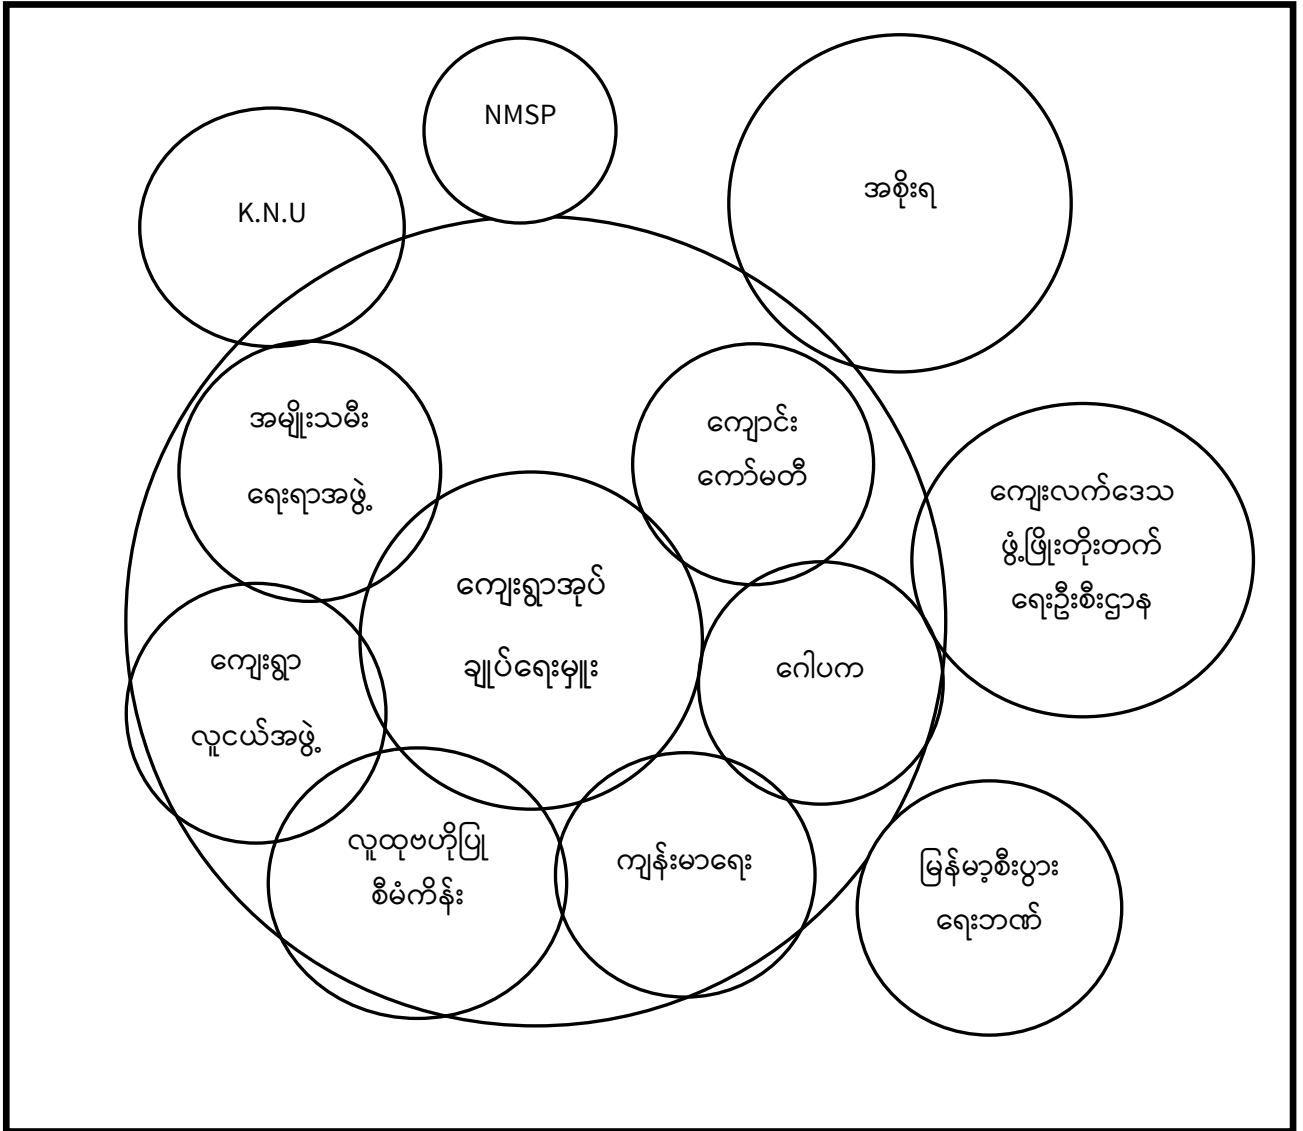 NMSP
K.N.U
အစိုးရ
အမျိုးသမီး
ရေးရာအဖွဲ့
ကျောင်း
ကော်မတီ
ကျေးလက်ဒေသ
ဖွံ့ဖြိုးတိုးတက်
ရေးဦးစီးဌာန
ကျေးရွာအုပ်
ချုပ်ရေးမှူး
ကျေးရွာ
လူငယ်အဖွဲ့
ဂေါပက
လူထုဗဟိုပြု
စီမံကိန်း
ကျန်းမာရေး
မြန်မာ့စီးပွား
ရေးဘဏ်